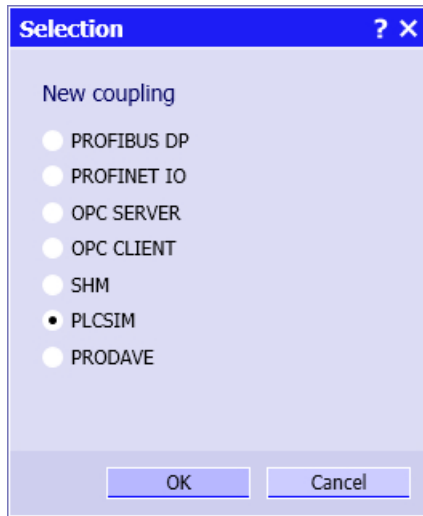 Selection ? ×
New coupling
PROFIBUS DP
PROFINET IO
OPC SERVER
OPC CLIENT
SHM
PLCSIM
PRODAVE
OK Cancel